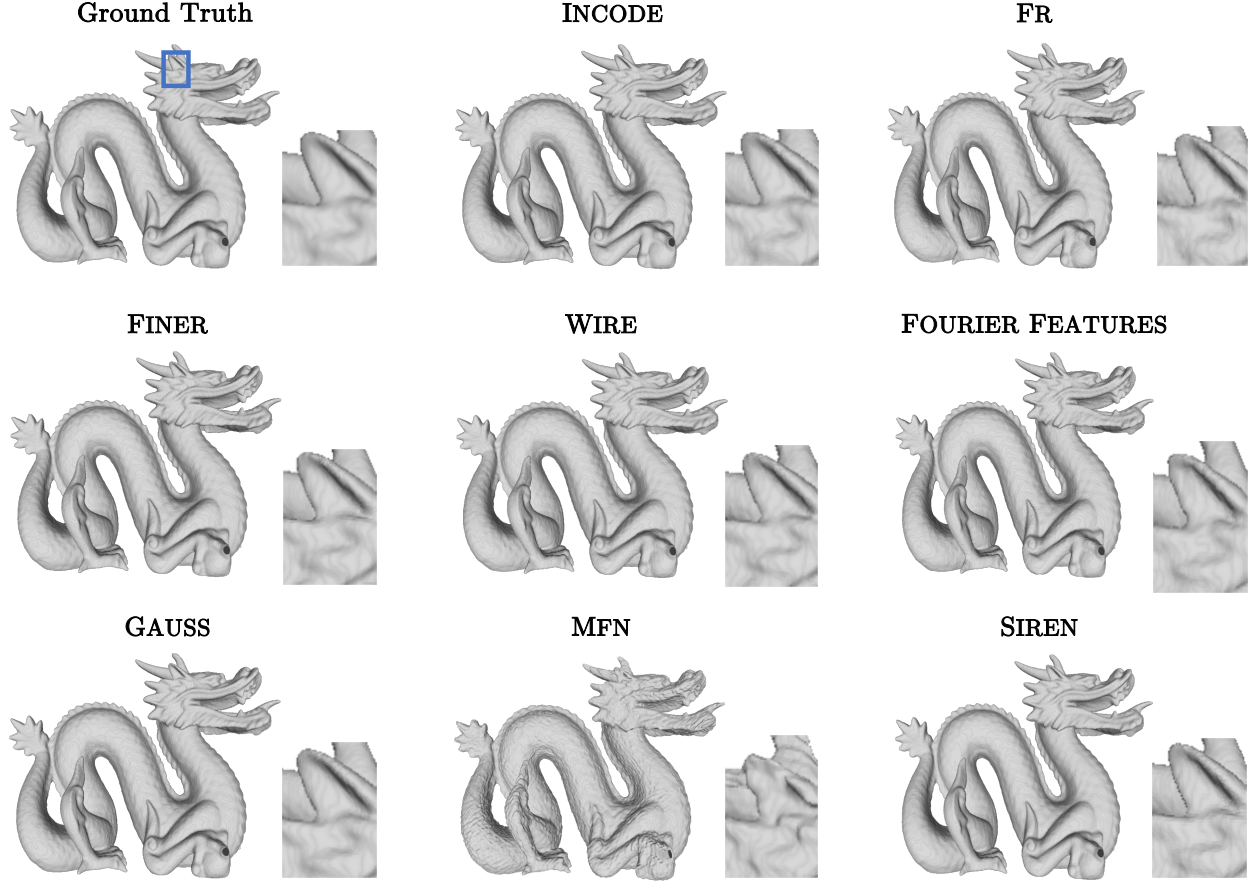 Ground Truth
INCODE
FR
FINER
WIRE
FOURIER FEATURES
GAUSS
MFN
SIREN